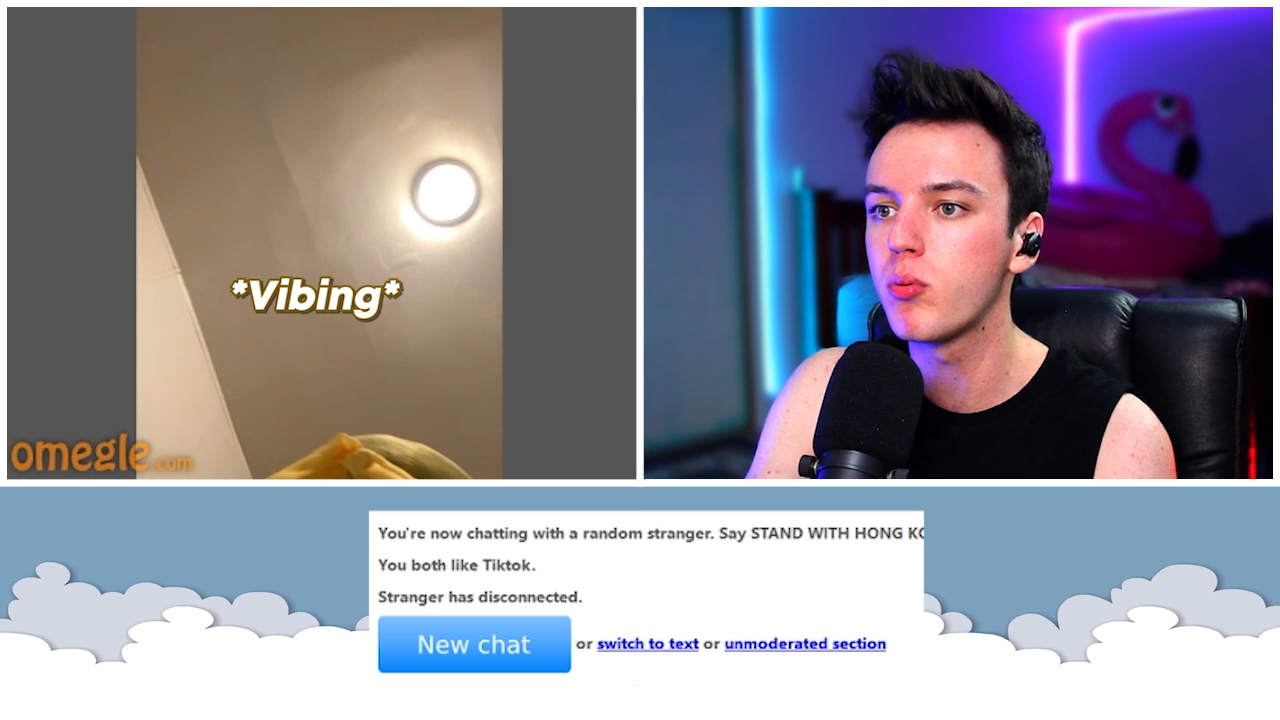 *Vibing*
omegle.com
You're now chatting with a random stranger. Say STAND WITH HONG KO
You both like Tiktok.
Stranger has disconnected.
New chat or switch to text or unmoderated section